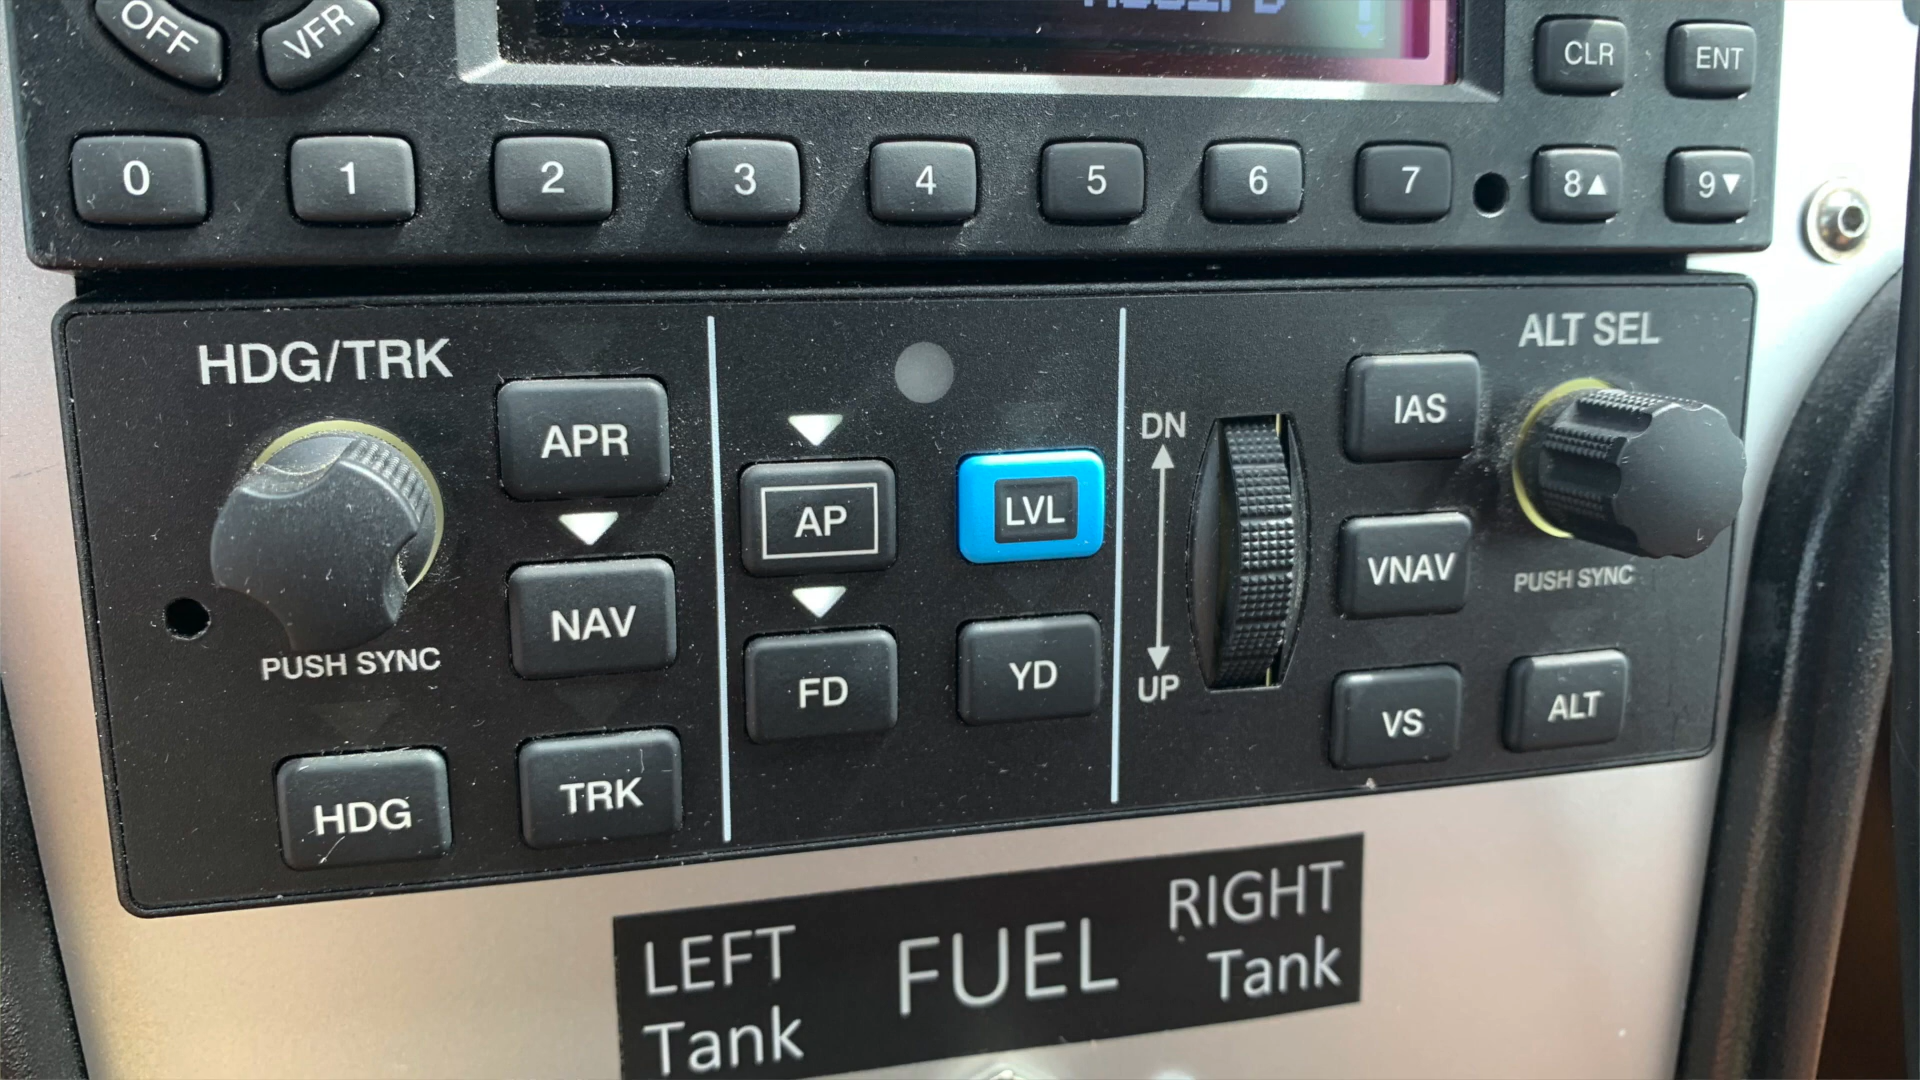 OFF VFR
CLR ENT
0 1 2 3 4 5 6 7 8▲ 9▼
HDG/TRK
ALT SEL
APR
IAS
DN
AP
LVL
NAV
VNAV
PUSH SYNC
PUSH SYNC
FD
YD
UP
VS
ALT
HDG
TRK
LEFT
Tank
FUEL
RIGHT
Tank